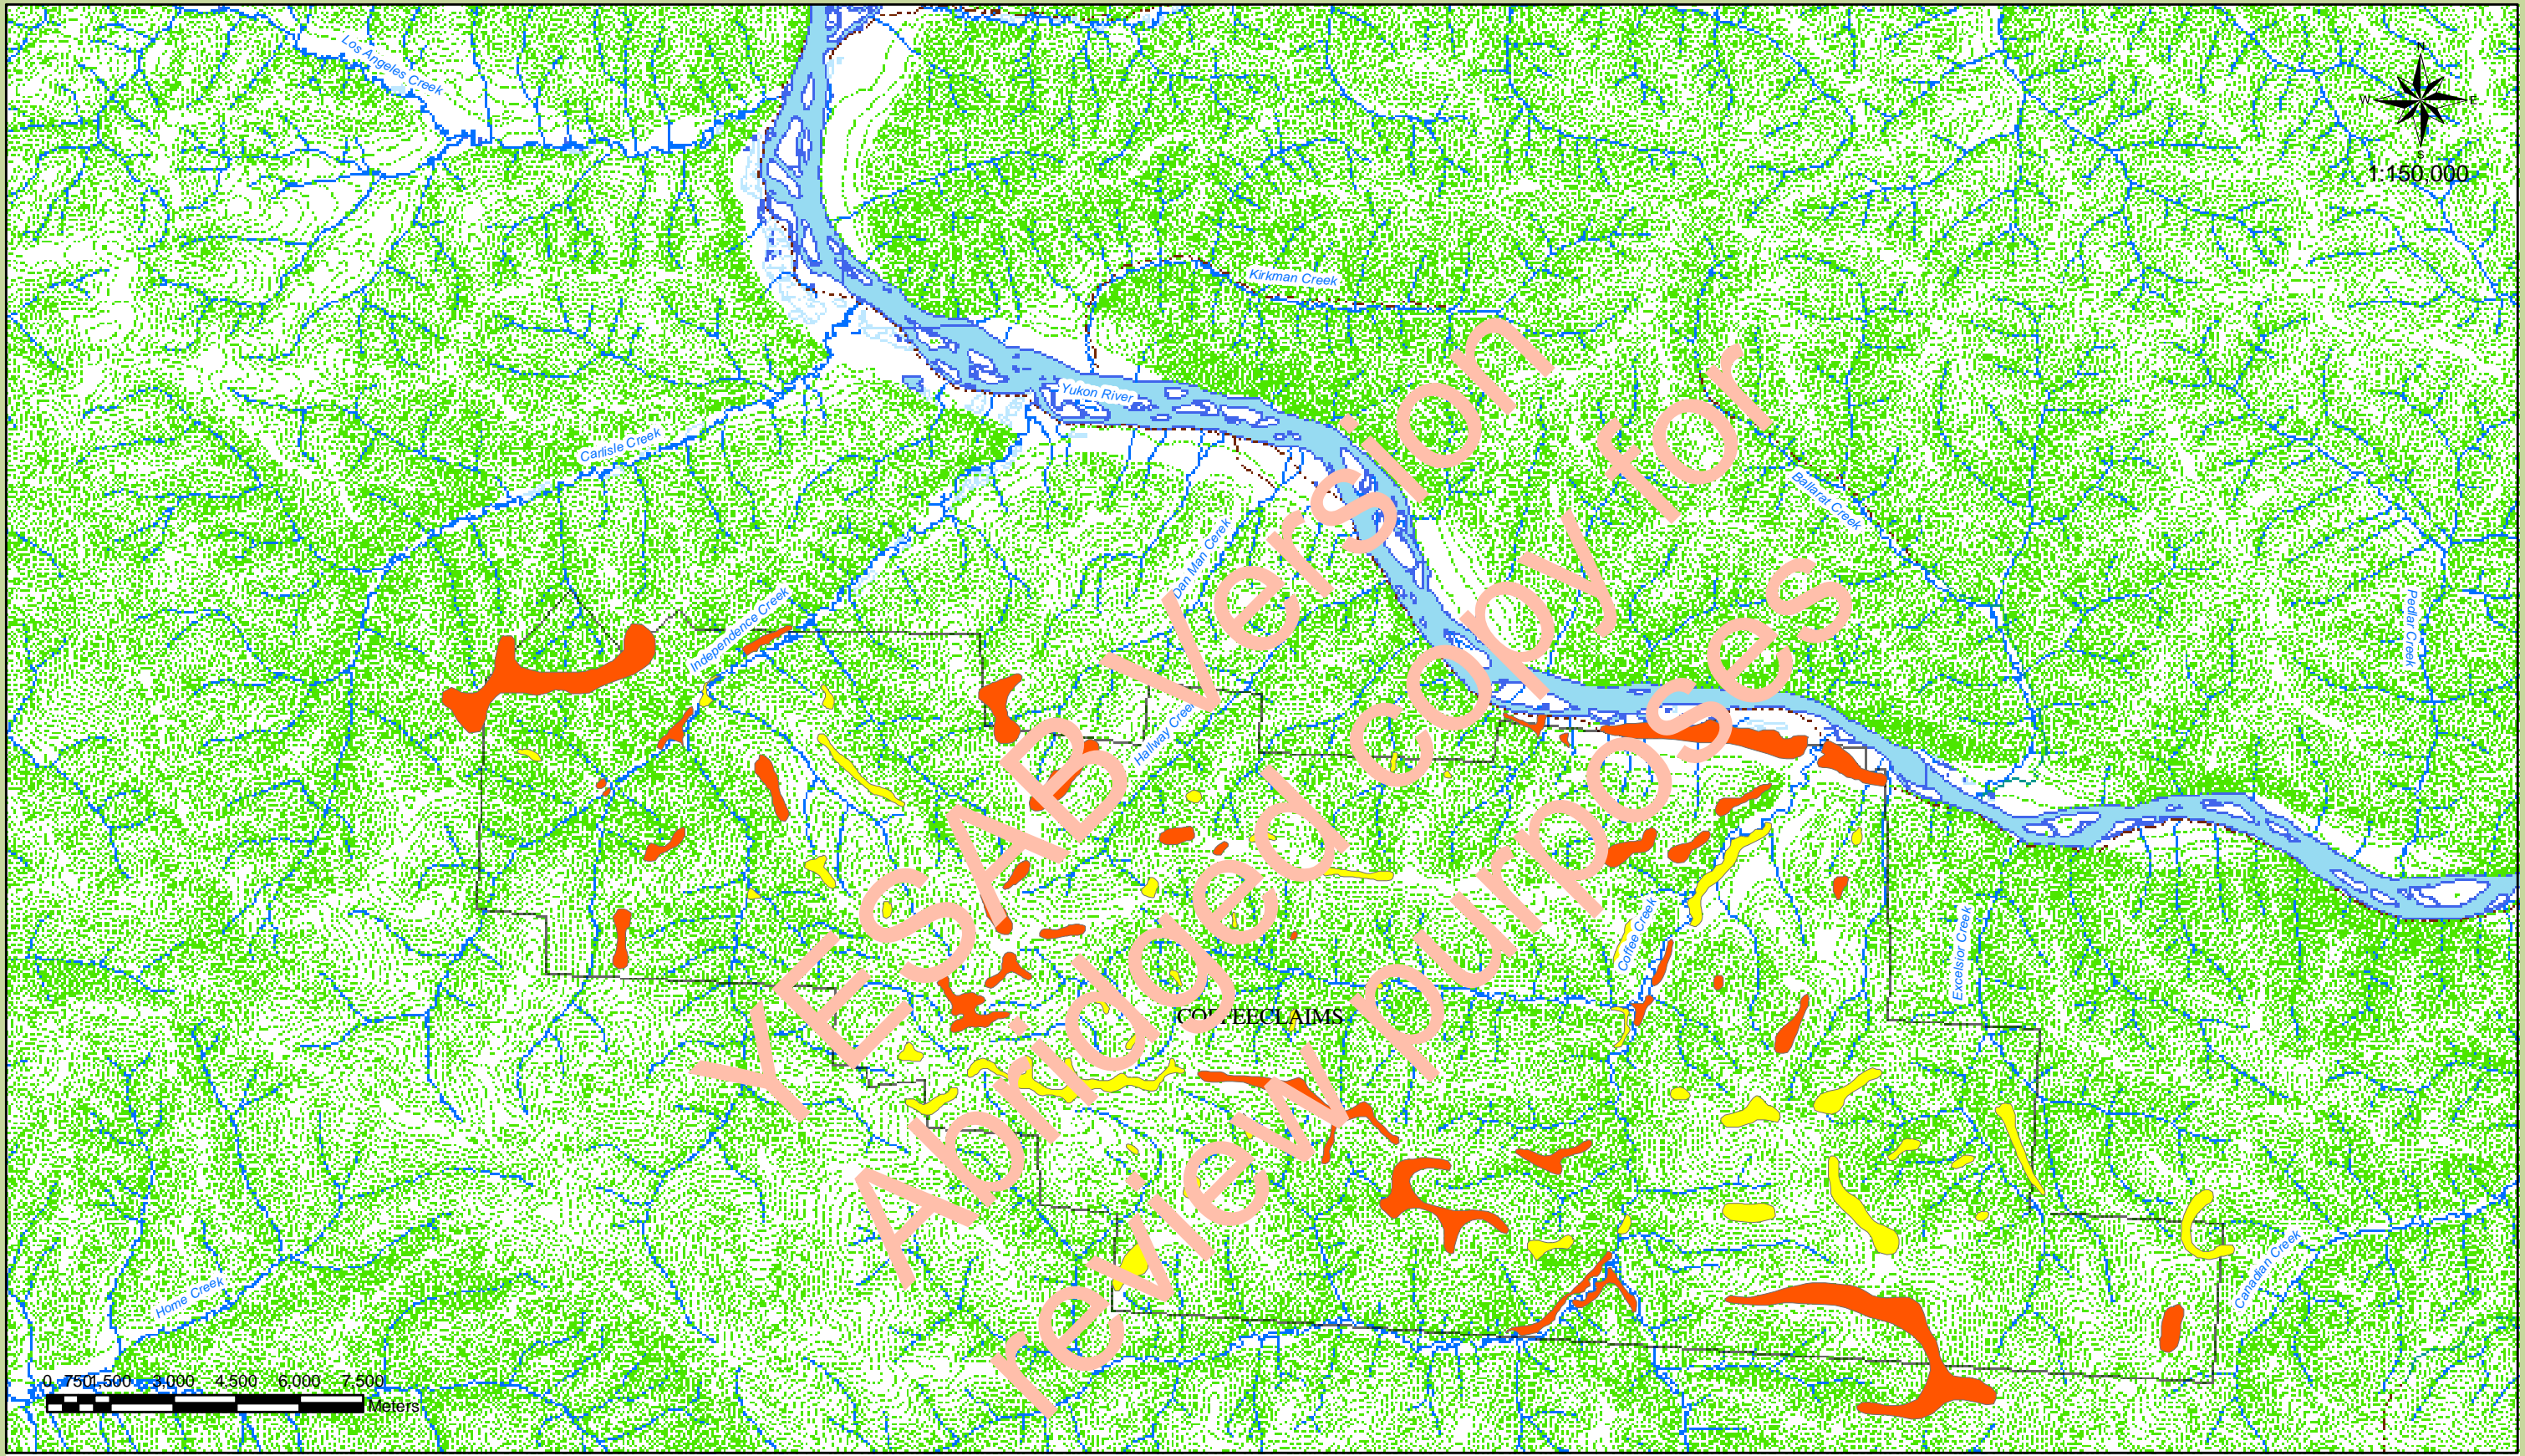 Los Angeles Creek
N
W E
S
1:150,000
Kirkman Creek
Yukon River
Carlisle Creek
Ballarat Creek
Dan Man Cerek
Independence Creek
Pedlar Creek
Hallway Creek
Coffee Creek
Excelsior Creek
COFFEECLAIMS
Canadian Creek
Home Creek
0 750 1,500 3,000 4,500 6,000 7,500
Meters
YESAB Version
Abridged copy for
review purposes